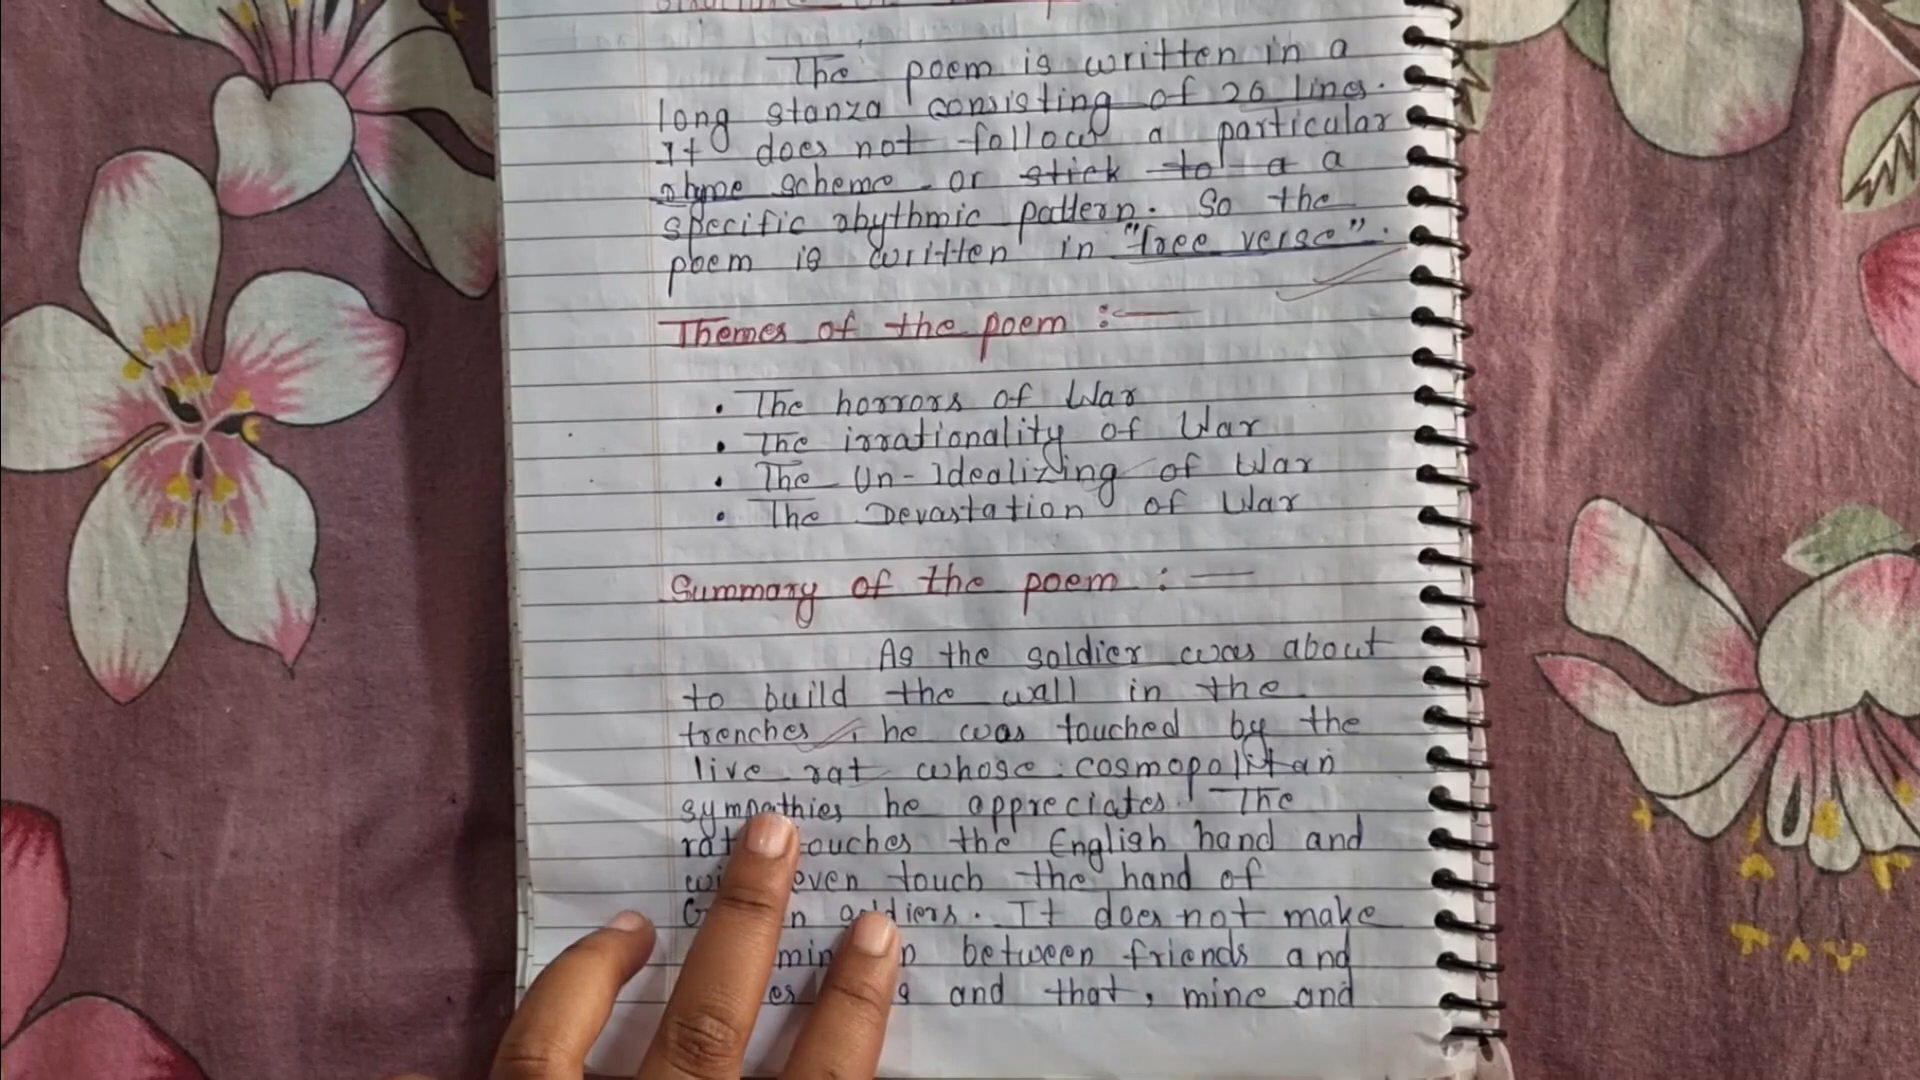 The poem is written in a
long stanza consisting of 26 lines.
It does not follow a particular
rhyme scheme or stick to a a
specific rhythmic pattern. So the
poem is written in "free verse".
Themes of the poem :—
• The horrors of War
• The irrationality of War
• The Un-Idealizing of War
• The Devastation of War
Summary of the poem : —
As the soldier was about
to build the wall in the
trenches, he was touched by the
live rat whose cosmopolitan
sympathies he appreciates. The
rat touches the English hand and
even touch the hand of
soldiers. It does not make
between friends and
and that, mine and